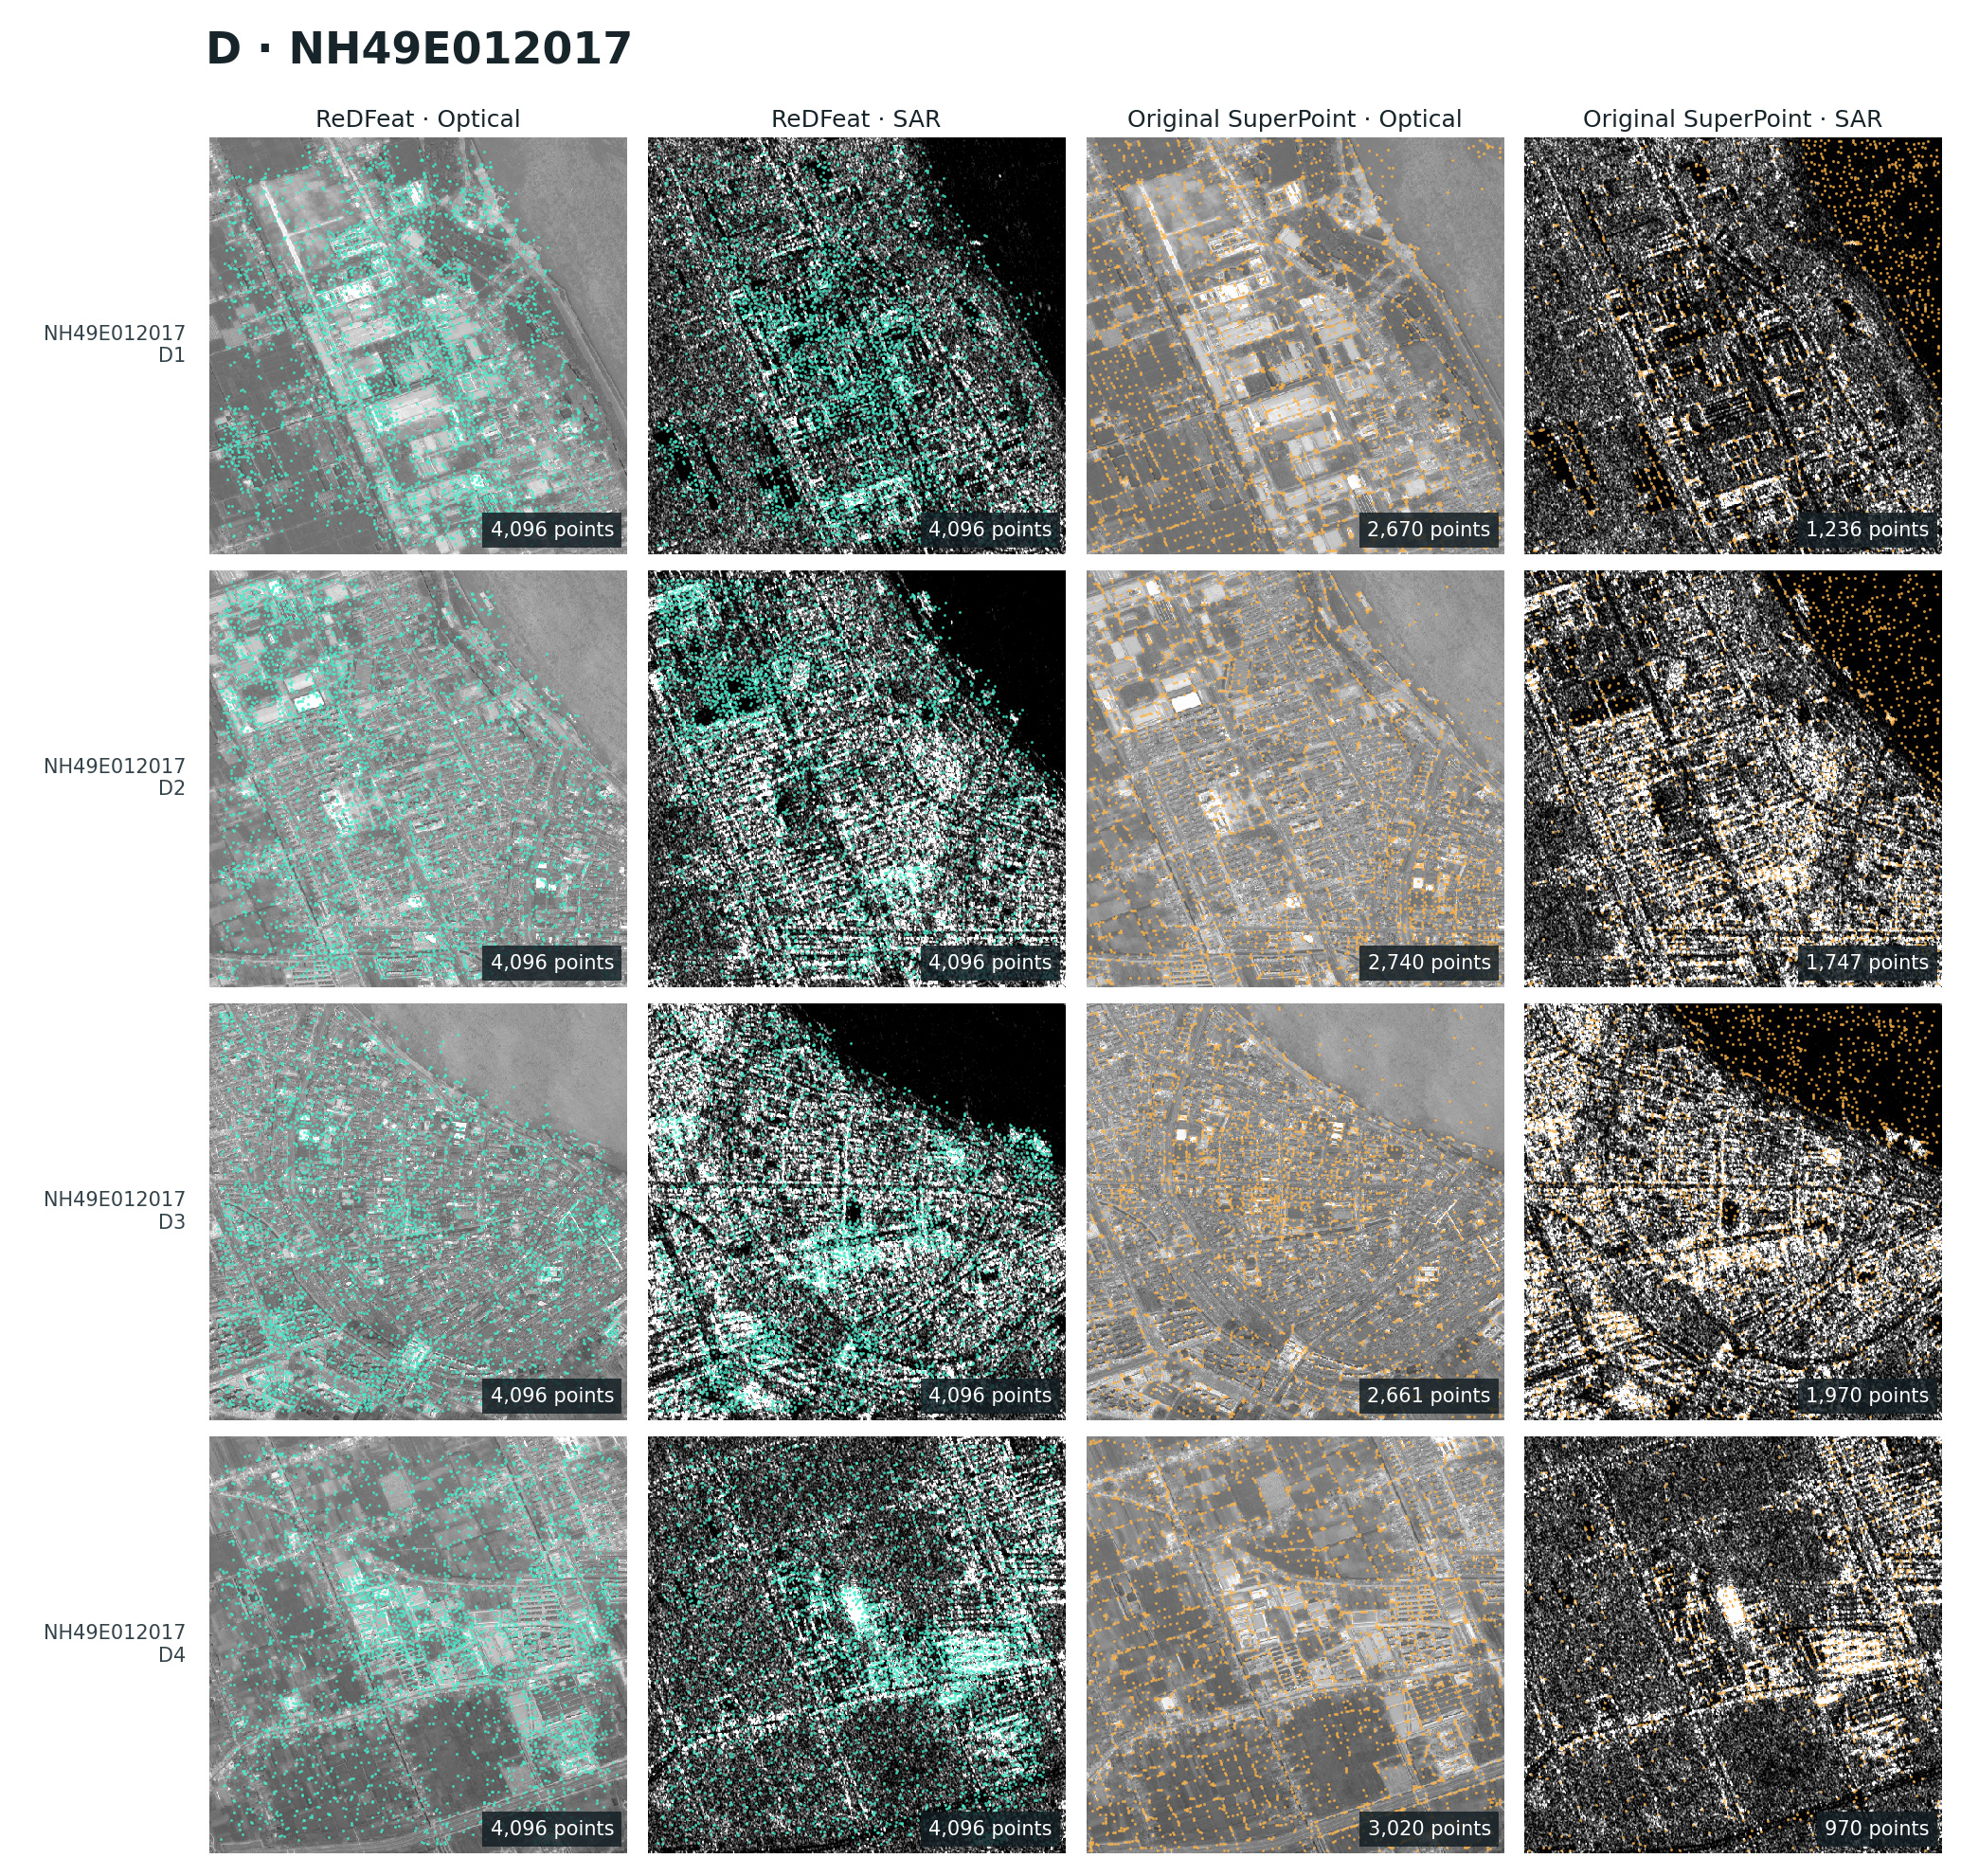 D · NH49E012017
ReDFeat · Optical
ReDFeat · SAR
Original SuperPoint · Optical
Original SuperPoint · SAR
NH49E012017
D1
4,096 points
4,096 points
2,670 points
1,236 points
NH49E012017
D2
4,096 points
4,096 points
2,740 points
1,747 points
NH49E012017
D3
4,096 points
4,096 points
2,661 points
1,970 points
NH49E012017
D4
4,096 points
4,096 points
3,020 points
970 points